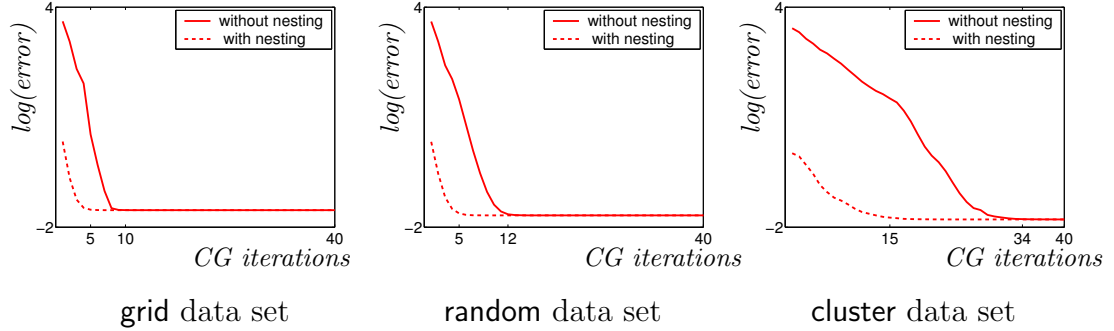 4
without nesting
with nesting
log(error)
−2
5
10
40
CG iterations
grid data set
4
without nesting
with nesting
log(error)
−2
5
12
40
CG iterations
random data set
4
without nesting
with nesting
log(error)
−2
15
34
40
CG iterations
cluster data set